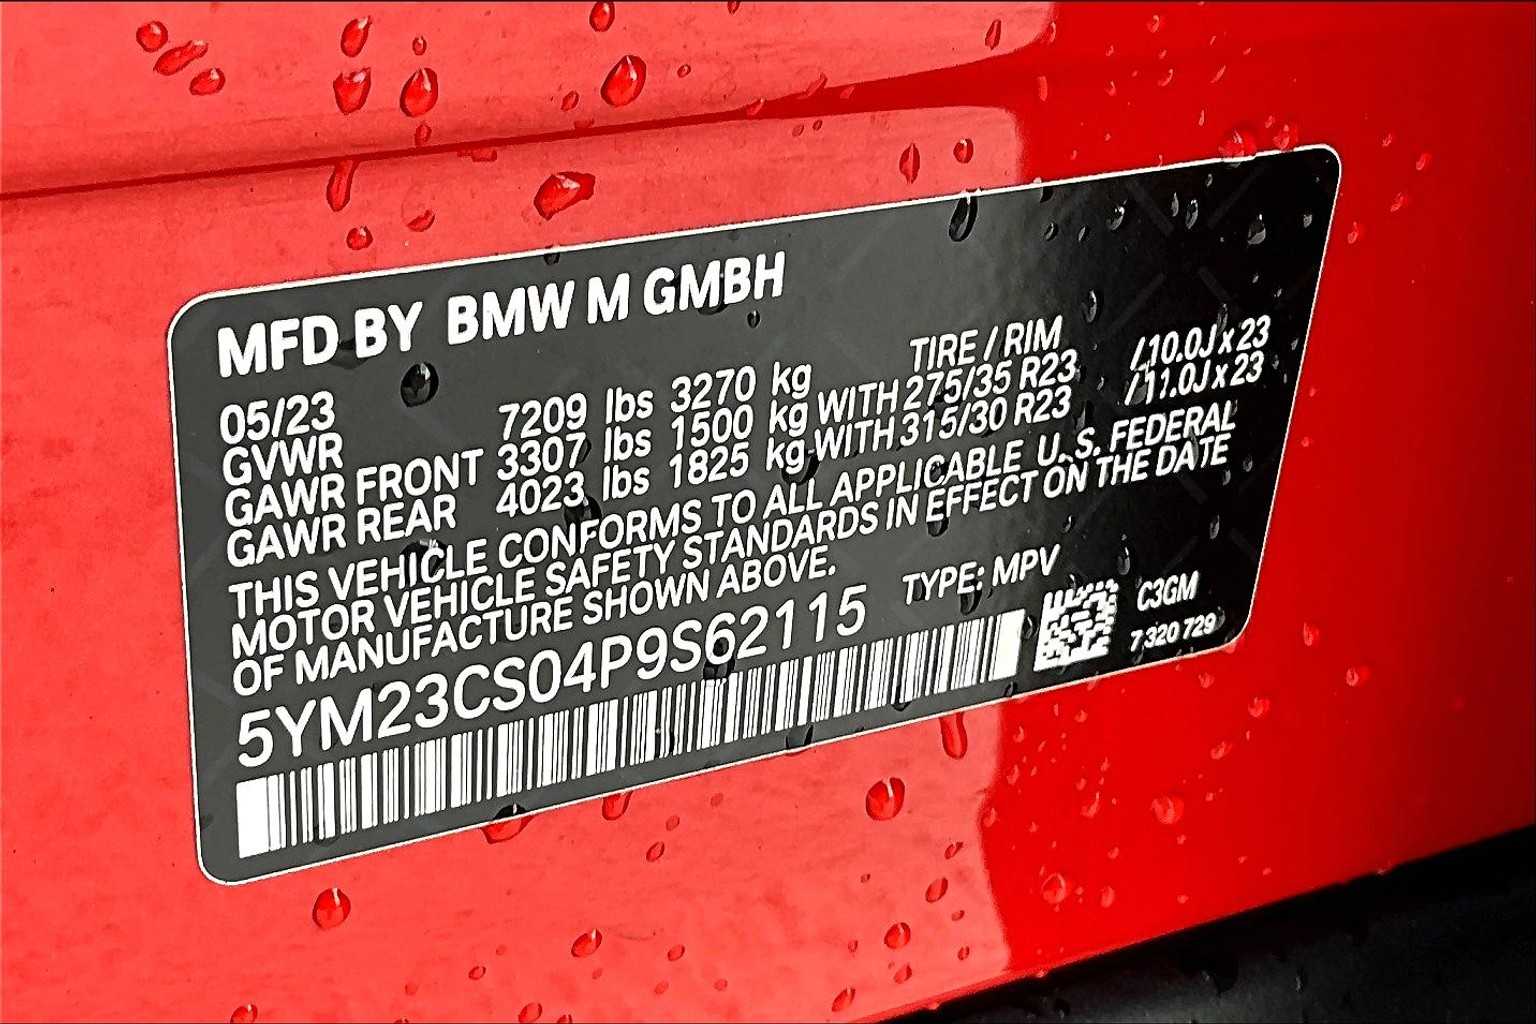 MFD BY BMW M GMBH
05/23
GVWR 7209 lbs 3270 kg TIRE / RIM
GAWR FRONT 3307 lbs 1500 kg WITH 275/35 R23 / 10.0J x 23
GAWR REAR 4023 lbs 1825 kg WITH 315/30 R23 / 11.0J x 23
THIS VEHICLE CONFORMS TO ALL APPLICABLE U.S. FEDERAL
MOTOR VEHICLE SAFETY STANDARDS IN EFFECT ON THE DATE
OF MANUFACTURE SHOWN ABOVE.
5YM23CS04P9S62115 TYPE: MPV
C3GM
7 320 729